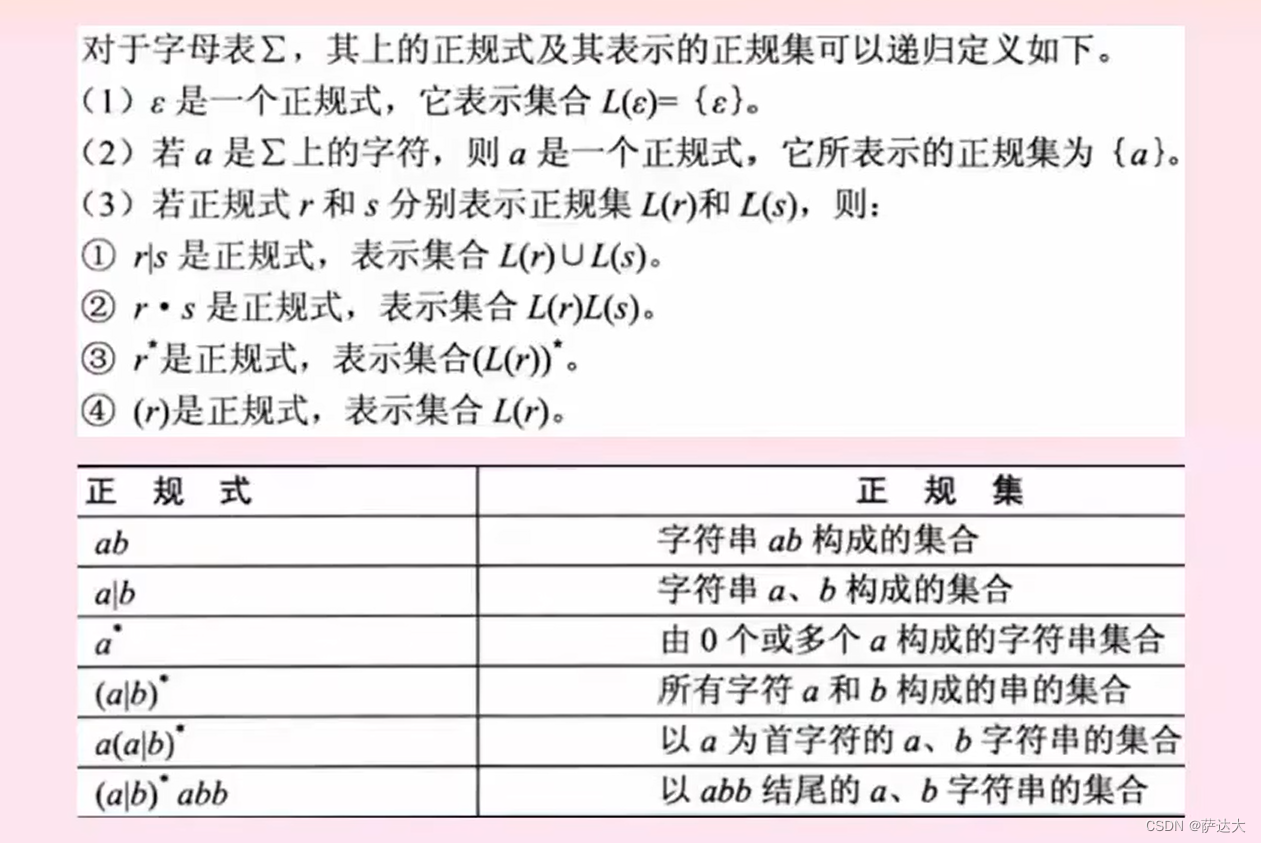 对于字母表∑，其上的正规式及其表示的正规集可以递归定义如下。
（1）ε 是一个正规式，它表示集合 L(ε)=｛ε｝。
（2）若 a 是∑上的字符，则 a 是一个正规式，它所表示的正规集为｛a｝。
（3）若正规式 r 和 s 分别表示正规集 L(r)和 L(s)，则：
① r|s 是正规式，表示集合 L(r)∪L(s)。
② r • s 是正规式，表示集合 L(r)L(s)。
③ r*是正规式，表示集合(L(r))*。
④ (r)是正规式，表示集合 L(r)。
正 规 式 正 规 集
ab 字符串 ab 构成的集合
a|b 字符串 a、b 构成的集合
a* 由 0 个或多个 a 构成的字符串集合
(a|b)* 所有字符 a 和 b 构成的串的集合
a(a|b)* 以 a 为首字符的 a、b 字符串的集合
(a|b)* abb 以 abb 结尾的 a、b 字符串的集合
CSDN @萨达大